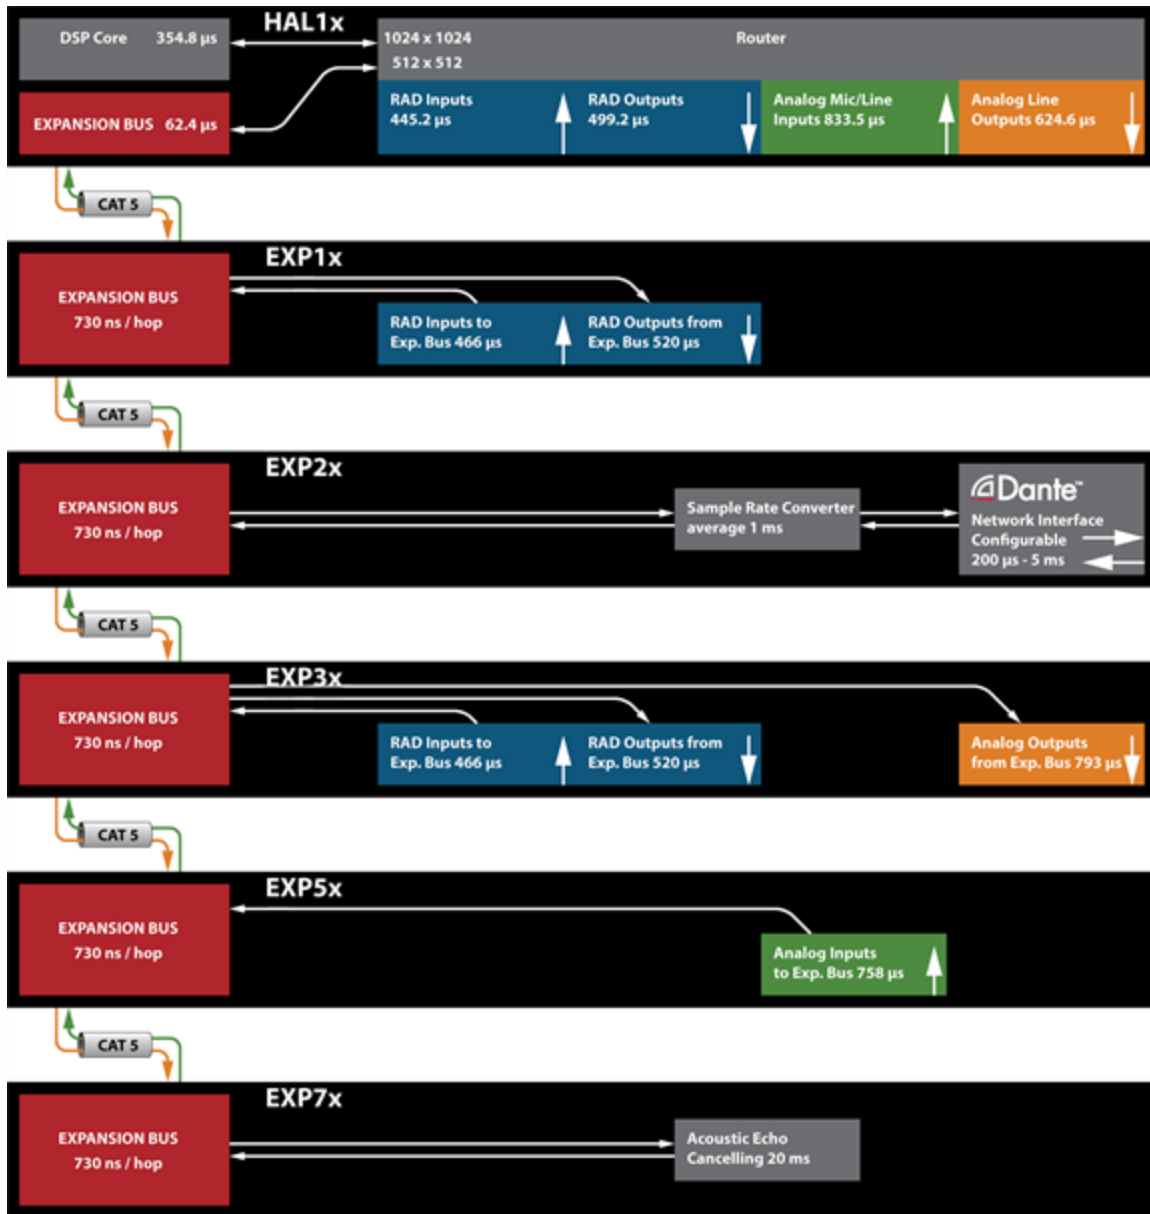 HAL1x
DSP Core 354.8 µs
1024 x 1024
512 x 512
Router
EXPANSION BUS 62.4 µs
RAD Inputs
445.2 µs
RAD Outputs
499.2 µs
Analog Mic/Line
Inputs 833.5 µs
Analog Line
Outputs 624.6 µs
CAT 5
EXP1x
EXPANSION BUS
730 ns / hop
RAD Inputs to
Exp. Bus 466 µs
RAD Outputs from
Exp. Bus 520 µs
CAT 5
EXP2x
EXPANSION BUS
730 ns / hop
Sample Rate Converter
average 1 ms
Dante™
Network Interface
Configurable
200 µs - 5 ms
CAT 5
EXP3x
EXPANSION BUS
730 ns / hop
RAD Inputs to
Exp. Bus 466 µs
RAD Outputs from
Exp. Bus 520 µs
Analog Outputs
from Exp. Bus 793 µs
CAT 5
EXP5x
EXPANSION BUS
730 ns / hop
Analog Inputs
to Exp. Bus 758 µs
CAT 5
EXP7x
EXPANSION BUS
730 ns / hop
Acoustic Echo
Cancelling 20 ms